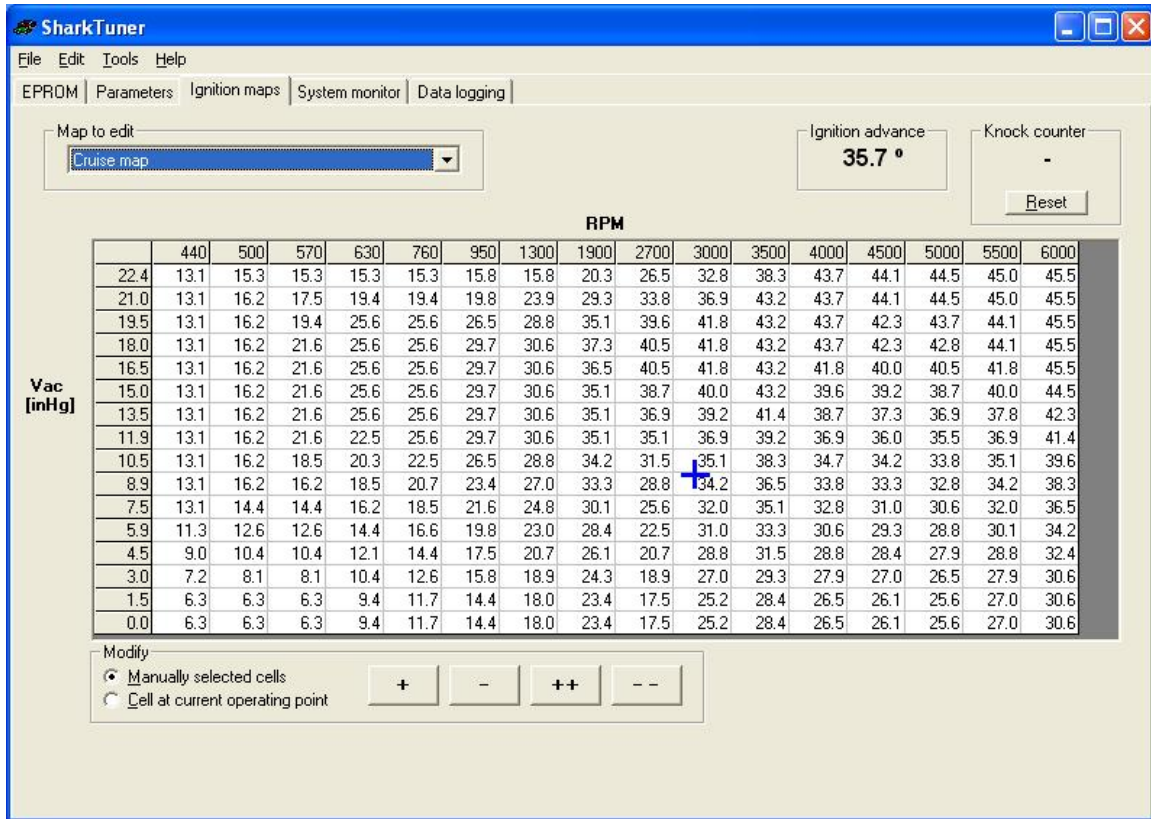 SharkTuner
File Edit Tools Help
EPROM Parameters Ignition maps System monitor Data logging
Map to edit
Cruise map
Ignition advance
35.7 º
Knock counter
-
Reset
RPM
440 500 570 630 760 950 1300 1900 2700 3000 3500 4000 4500 5000 5500 6000
22.4 13.1 15.3 15.3 15.3 15.3 15.8 15.8 20.3 26.5 32.8 38.3 43.7 44.1 44.5 45.0 45.5
21.0 13.1 16.2 17.5 19.4 19.4 19.8 23.9 29.3 33.8 36.9 43.2 43.7 44.1 44.5 45.0 45.5
19.5 13.1 16.2 19.4 25.6 25.6 26.5 28.8 35.1 39.6 41.8 43.2 43.7 42.3 43.7 44.1 45.5
18.0 13.1 16.2 21.6 25.6 25.6 29.7 30.6 37.3 40.5 41.8 43.2 43.7 42.3 42.8 44.1 45.5
16.5 13.1 16.2 21.6 25.6 25.6 29.7 30.6 36.5 40.5 41.8 43.2 41.8 40.0 40.5 41.8 45.5
Vac
[inHg]
15.0 13.1 16.2 21.6 25.6 25.6 29.7 30.6 35.1 38.7 40.0 43.2 39.6 39.2 38.7 40.0 44.5
13.5 13.1 16.2 21.6 25.6 25.6 29.7 30.6 35.1 36.9 39.2 41.4 38.7 37.3 36.9 37.8 42.3
11.9 13.1 16.2 21.6 22.5 25.6 29.7 30.6 35.1 35.1 36.9 39.2 36.9 36.0 35.5 36.9 41.4
10.5 13.1 16.2 18.5 20.3 22.5 26.5 28.8 34.2 31.5 35.1 38.3 34.7 34.2 33.8 35.1 39.6
8.9 13.1 16.2 16.2 18.5 20.7 23.4 27.0 33.3 28.8 34.2 36.5 33.8 33.3 32.8 34.2 38.3
7.5 13.1 14.4 14.4 16.2 18.5 21.6 24.8 30.1 25.6 32.0 35.1 32.8 31.0 30.6 32.0 36.5
5.9 11.3 12.6 12.6 14.4 16.6 19.8 23.0 28.4 22.5 31.0 33.3 30.6 29.3 28.8 30.1 34.2
4.5 9.0 10.4 10.4 12.1 14.4 17.5 20.7 26.1 20.7 28.8 31.5 28.8 28.4 27.9 28.8 32.4
3.0 7.2 8.1 8.1 10.4 12.6 15.8 18.9 24.3 18.9 27.0 29.3 27.9 27.0 26.5 27.9 30.6
1.5 6.3 6.3 6.3 9.4 11.7 14.4 18.0 23.4 17.5 25.2 28.4 26.5 26.1 25.6 27.0 30.6
0.0 6.3 6.3 6.3 9.4 11.7 14.4 18.0 23.4 17.5 25.2 28.4 26.5 26.1 25.6 27.0 30.6
Modify
Manually selected cells
Cell at current operating point
+ - ++ --